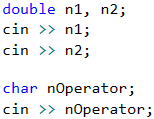 double n1, n2;
cin >> n1;
cin >> n2;
char nOperator;
cin >> nOperator;